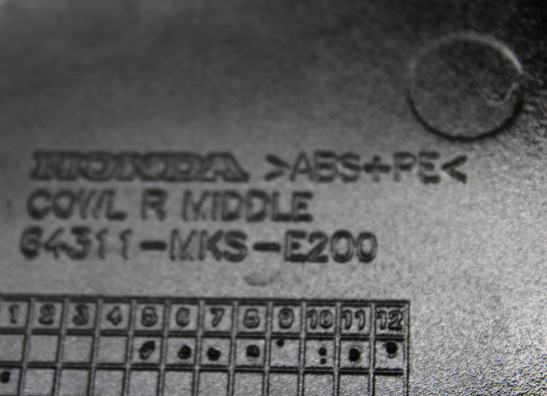 HONDA >ABS+PE<
COWL R MIDDLE
64311-MKS-E200
1 2 3 4 5 6 7 8 9 10 11 12